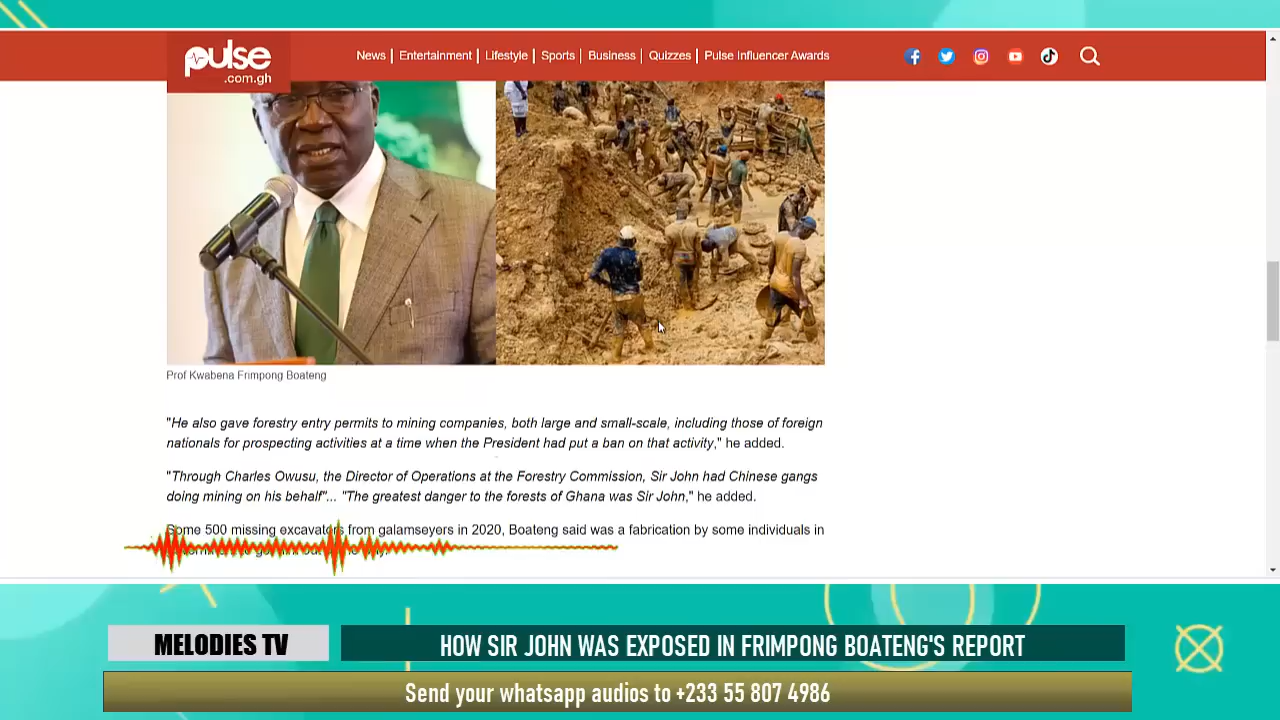 pulse
.com.gh
News | Entertainment | Lifestyle | Sports | Business | Quizzes | Pulse Influencer Awards
Prof Kwabena Frimpong Boateng
"He also gave forestry entry permits to mining companies, both large and small-scale, including those of foreign
nationals for prospecting activities at a time when the President had put a ban on that activity," he added.
"Through Charles Owusu, the Director of Operations at the Forestry Commission, Sir John had Chinese gangs
doing mining on his behalf"... "The greatest danger to the forests of Ghana was Sir John," he added.
Some 500 missing excavators from galamseyers in 2020, Boateng said was a fabrication by some individuals in
MELODIES TV
HOW SIR JOHN WAS EXPOSED IN FRIMPONG BOATENG'S REPORT
Send your whatsapp audios to +233 55 807 4986